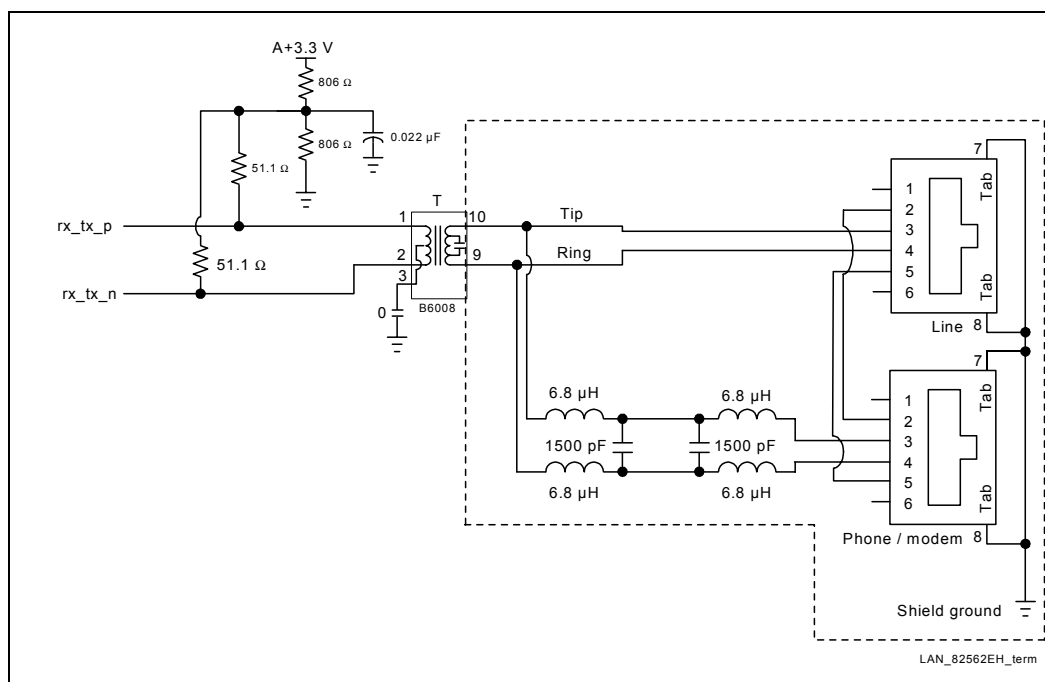 A+3.3 V
806 Ω
806 Ω
0.022 µF
51.1 Ω
rx_tx_p
51.1 Ω
rx_tx_n
T
1
10
2
9
3
0
B6008
Tip
Ring
7
Tab
1
2
3
4
5
6
Tab
Line
8
7
Tab
1
2
3
4
5
6
Tab
Phone / modem
8
6.8 µH
6.8 µH
1500 pF
1500 pF
6.8 µH
6.8 µH
Shield ground
LAN_82562EH_term